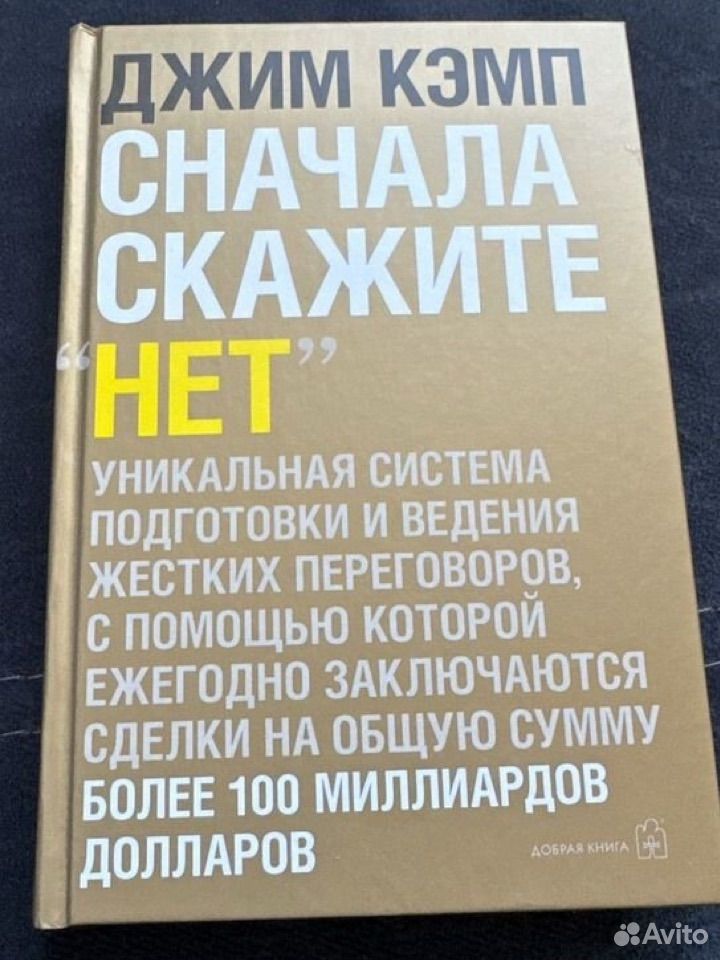 ДЖИМ КЭМП
СНАЧАЛА
СКАЖИТЕ
“НЕТ”
УНИКАЛЬНАЯ СИСТЕМА
ПОДГОТОВКИ И ВЕДЕНИЯ
ЖЕСТКИХ ПЕРЕГОВОРОВ,
С ПОМОЩЬЮ КОТОРОЙ
ЕЖЕГОДНО ЗАКЛЮЧАЮТСЯ
СДЕЛКИ НА ОБЩУЮ СУММУ
БОЛЕЕ 100 МИЛЛИАРДОВ
ДОЛЛАРОВ
ДОБРАЯ КНИГА
Avito